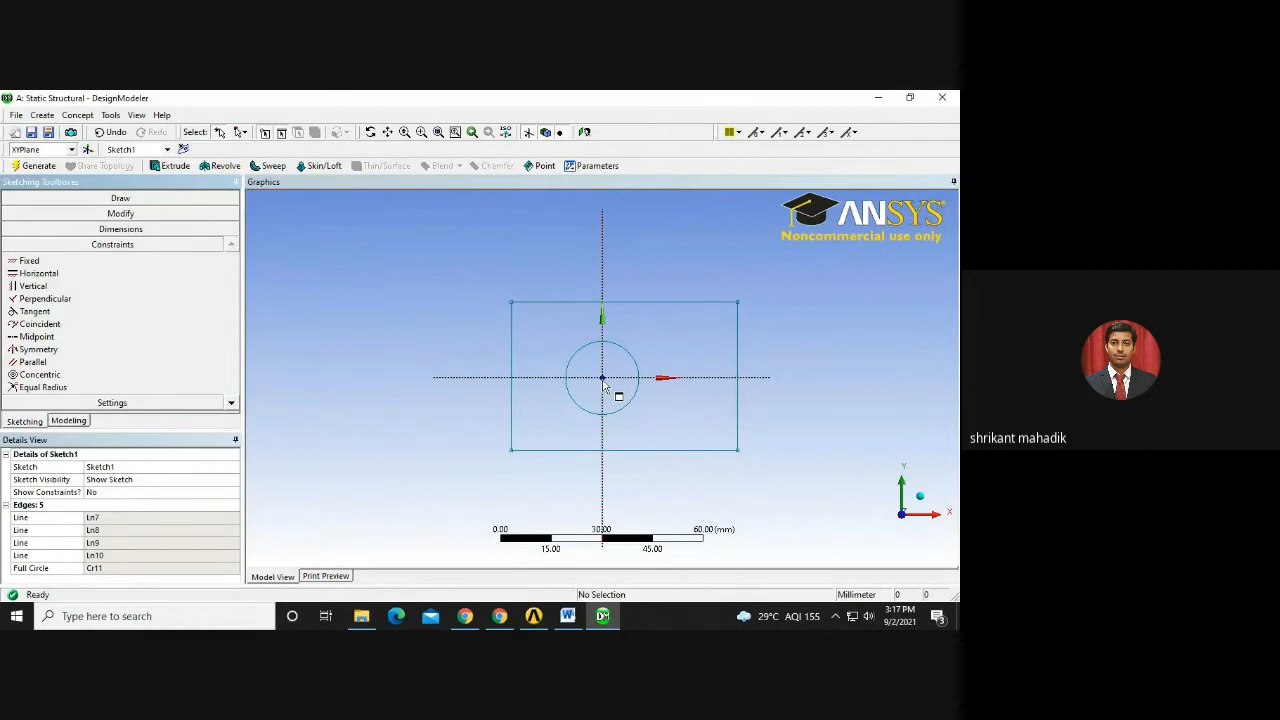 A: Static Structural - DesignModeler
File Create Concept Tools View Help
Undo Redo Select:
XYPlane Sketch1
Generate Share Topology Extrude Revolve Sweep Skin/Loft Thin/Surface Blend Chamfer Point Parameters
Sketching Toolboxes
Draw
Modify
Dimensions
Constraints
Fixed
Horizontal
Vertical
Perpendicular
Tangent
Coincident
Midpoint
Symmetry
Parallel
Concentric
Equal Radius
Settings
Sketching Modeling
Details View
Details of Sketch1
Sketch Sketch1
Sketch Visibility Show Sketch
Show Constraints? No
Edges: 5
Line Ln7
Line Ln8
Line Ln9
Line Ln10
Full Circle Cr11
Graphics
ANSYS
Noncommercial use only
Y
X
0.00 30.00 60.00 (mm)
15.00 45.00
Model View Print Preview
Ready No Selection Millimeter 0 0
Type here to search
29°C AQI 155
3:17 PM
9/2/2021
3
shrikant mahadik